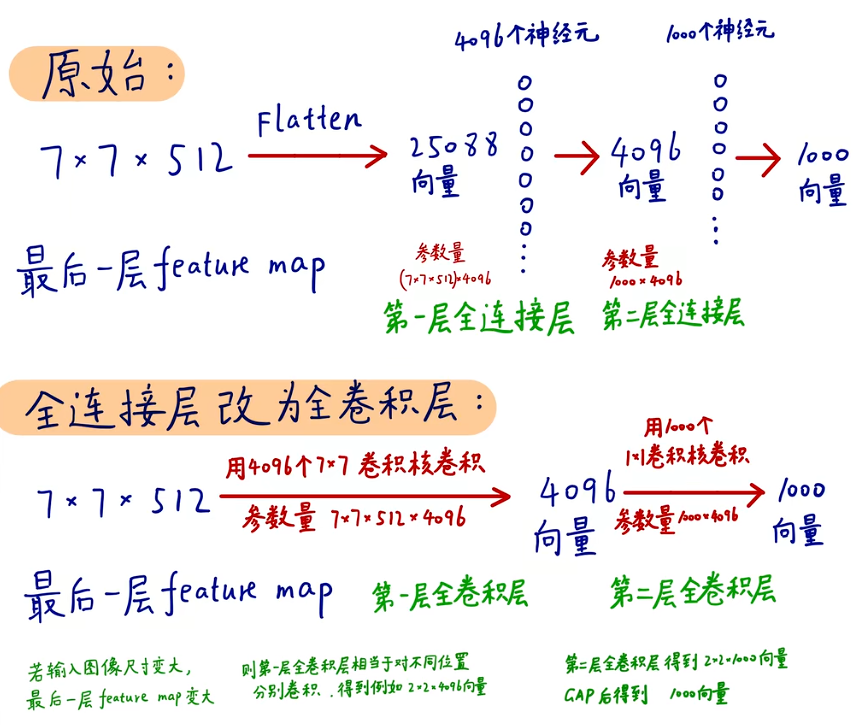 4096个神经元
1000个神经元
原始:
Flatten
7×7×512
25088
向量
4096
向量
1000
向量
最后一层feature map
参数量
(7×7×512)×4096
参数量
1000×4096
第一层全连接层
第二层全连接层
全连接层改为全卷积层:
用4096个7×7卷积核卷积
用1000个
1×1卷积核卷积
7×7×512
参数量 7×7×512×4096
4096
向量
参数量1000×4096
1000
向量
最后一层feature map
第一层全卷积层
第二层全卷积层
若输入图像尺寸变大,
最后一层feature map变大
则第一层全卷积层相当于对不同位置
分别卷积.得到例如2×2×4096向量
第二层全卷积层得到2×2×1000向量
GAP后得到 1000向量